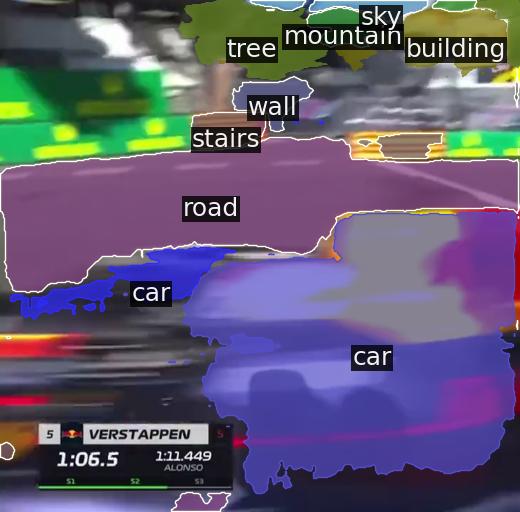 sky
mountain
tree
building
wall
stairs
road
car
car
5 VERSTAPPEN 5
1:06.5 1:11.449
ALONSO
S1 S2 S3